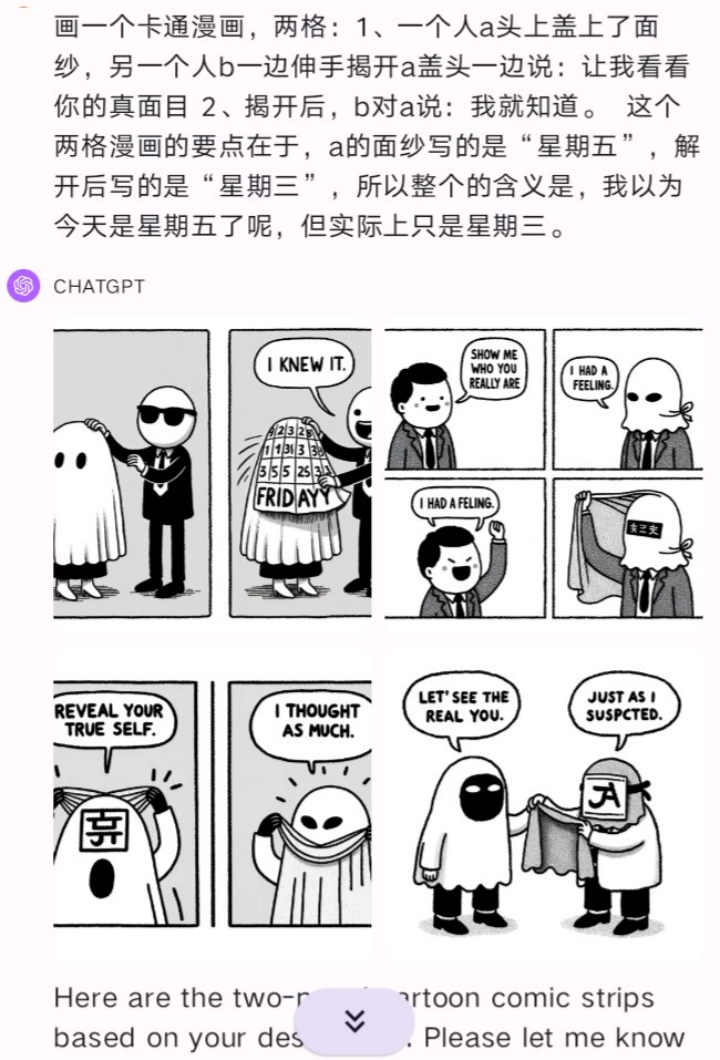 画一个卡通漫画，两格：1、一个人a头上盖上了面
纱，另一个人b一边伸手揭开a盖头一边说：让我看看
你的真面目 2、揭开后，b对a说：我就知道。 这个
两格漫画的要点在于，a的面纱写的是“星期五”，解
开后写的是“星期三”，所以整个的含义是，我以为
今天是星期五了呢，但实际上只是星期三。
CHATGPT
I KNEW IT.
FRIDAYY
SHOW ME
WHO YOU
REALLY ARE
I HAD A
FEELING.
I HAD A FELING.
REVEAL YOUR
TRUE SELF.
I THOUGHT
AS MUCH.
LET' SEE THE
REAL YOU.
JUST AS I
SUSPCTED.
Here are the cartoon comic strips
based on your Please let me know